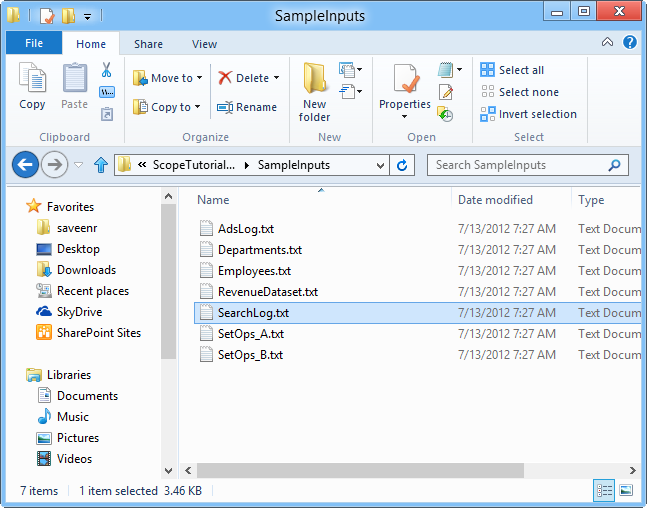 SampleInputs
File Home Share View
Copy Paste Move to Copy to Delete Rename New folder Properties Select all Select none Invert selection
Clipboard Organize New Open Select
« ScopeTutorial... SampleInputs Search SampleInputs
Name Date modified Type
Favorites
saveenr
Desktop
Downloads
Recent places
SkyDrive
SharePoint Sites
Libraries
Documents
Music
Pictures
Videos
AdsLog.txt 7/13/2012 7:27 AM Text Docum
Departments.txt 7/13/2012 7:27 AM Text Docum
Employees.txt 7/13/2012 7:27 AM Text Docum
RevenueDataset.txt 7/13/2012 7:27 AM Text Docum
SearchLog.txt 7/13/2012 7:27 AM Text Docum
SetOps_A.txt 7/13/2012 7:27 AM Text Docum
SetOps_B.txt 7/13/2012 7:27 AM Text Docum
7 items 1 item selected 3.46 KB